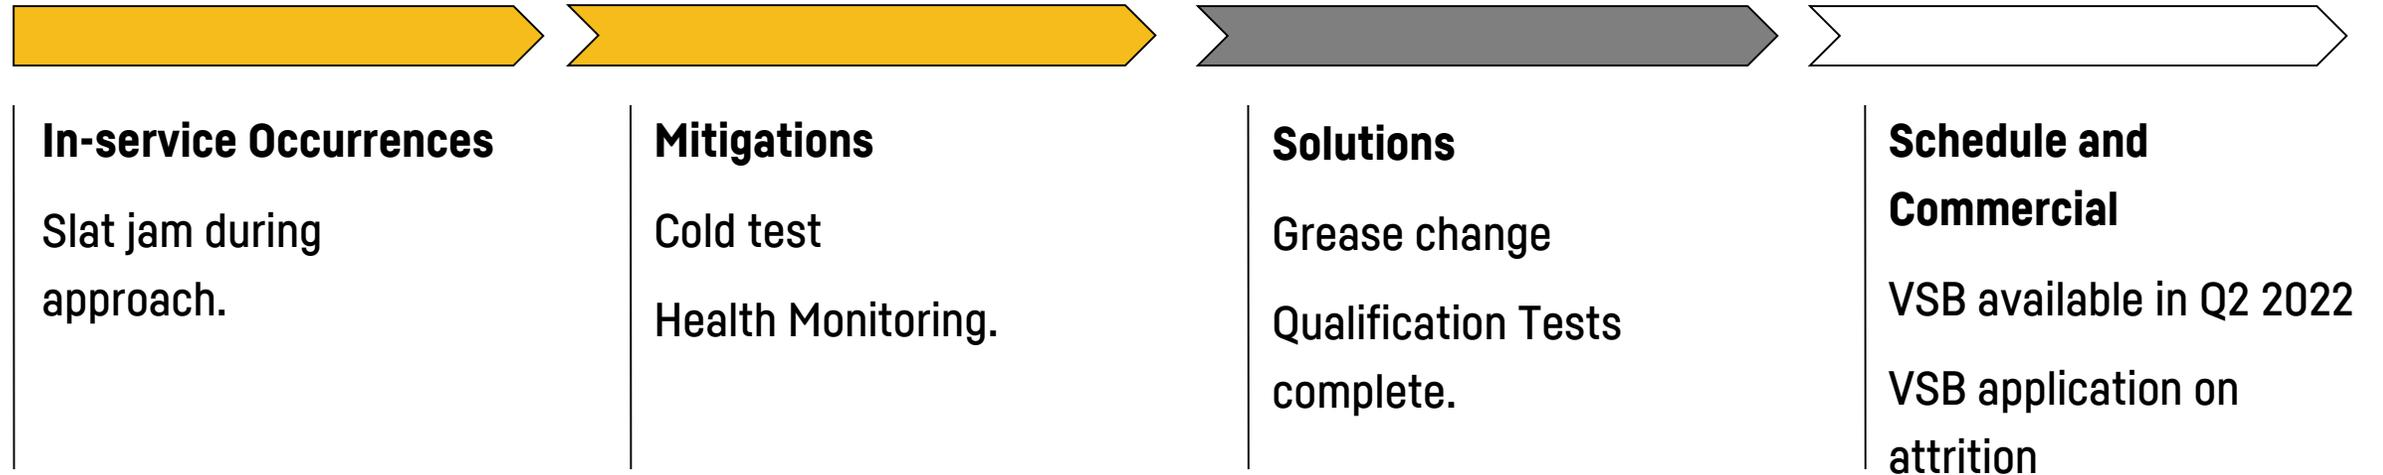 In-service Occurrences
Slat jam during
approach.
Mitigations
Cold test
Health Monitoring.
Solutions
Grease change
Qualification Tests
complete.
Schedule and
Commercial
VSB available in Q2 2022
VSB application on
attrition